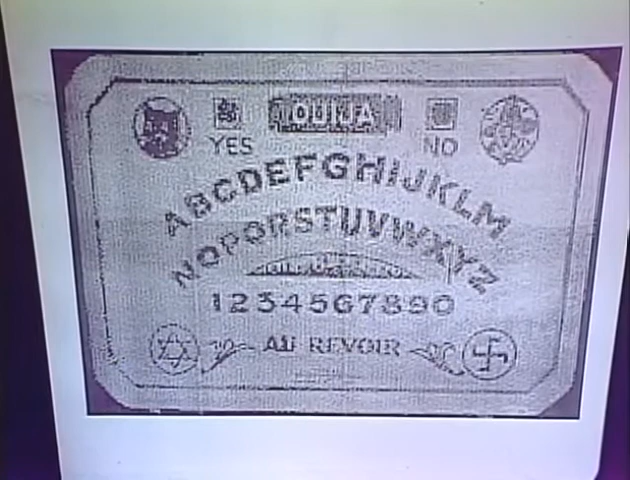 OUIJA
YES NO
ABCDEFGHIJKLM
NOPQRSTUVWXYZ
1234567890
AU REVOIR